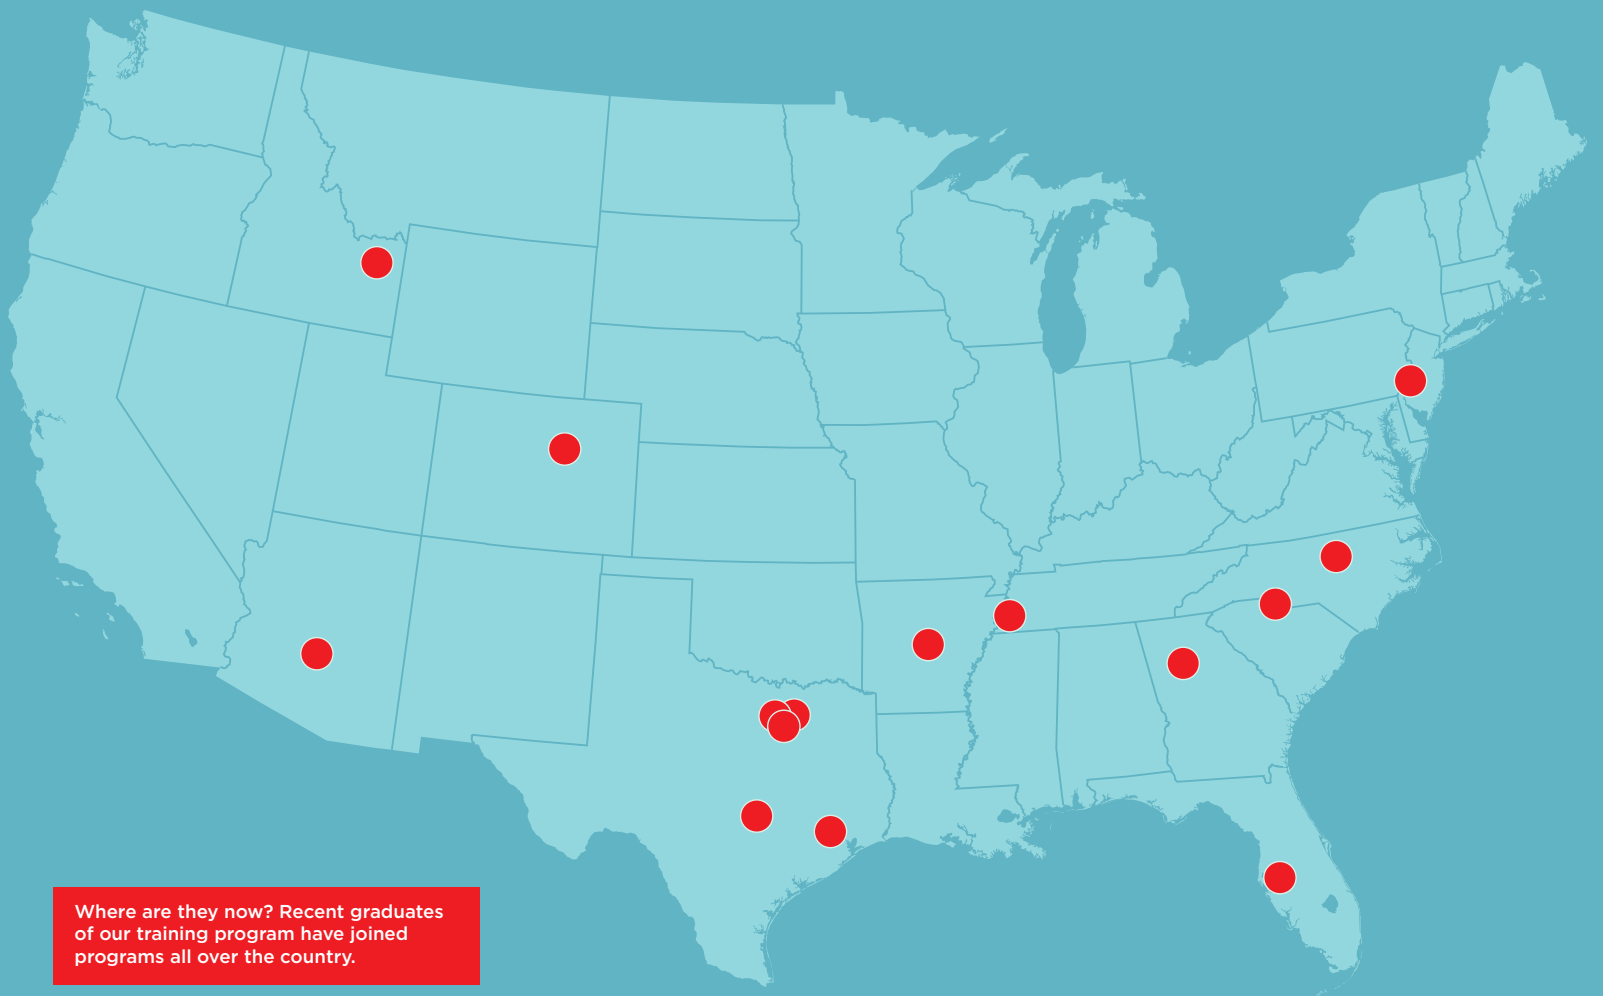 Where are they now? Recent graduates
of our training program have joined
programs all over the country.